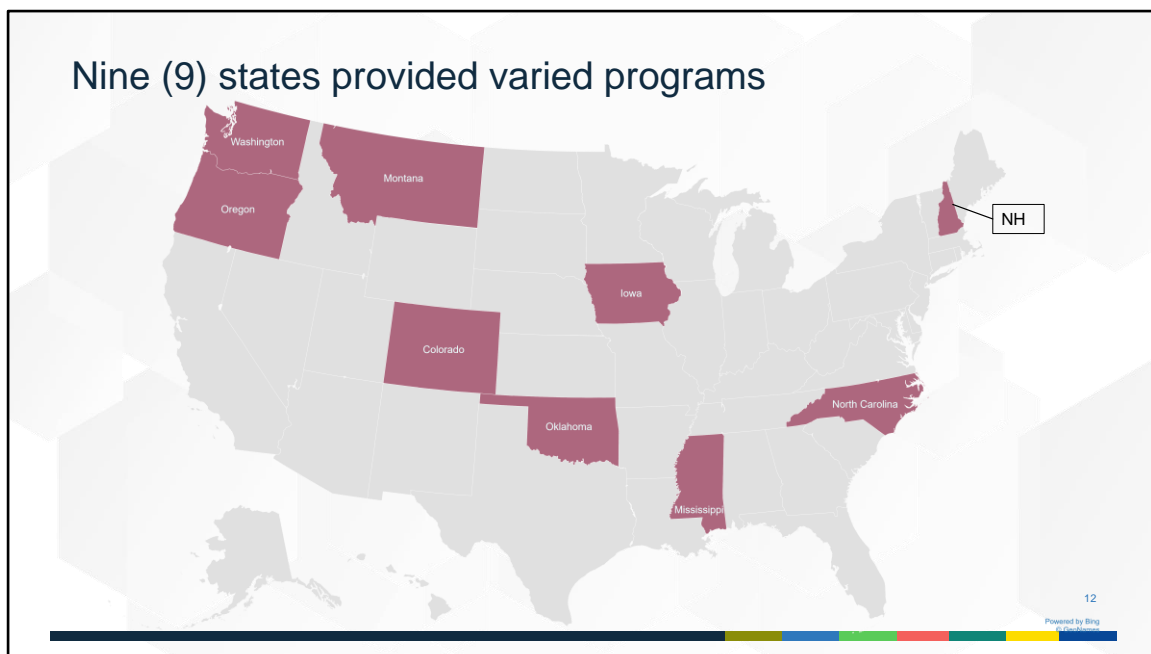 Nine (9) states provided varied programs
Washington
Montana
Oregon
NH
Iowa
Colorado
North Carolina
Oklahoma
Mississippi
12
Powered by Bing
© GeoNames